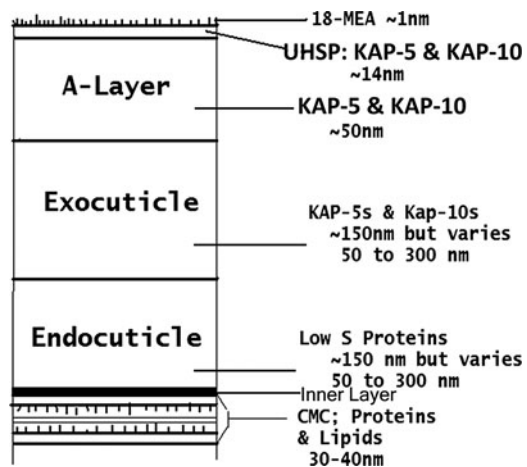 18-MEA ~1nm
UHSP: KAP-5 & KAP-10
~14nm
A-Layer
KAP-5 & KAP-10
~50nm
Exocuticle
KAP-5s & Kap-10s
~150nm but varies
50 to 300 nm
Endocuticle
Low S Proteins
~150 nm but varies
50 to 300 nm
Inner Layer
CMC; Proteins
& Lipids
30-40nm